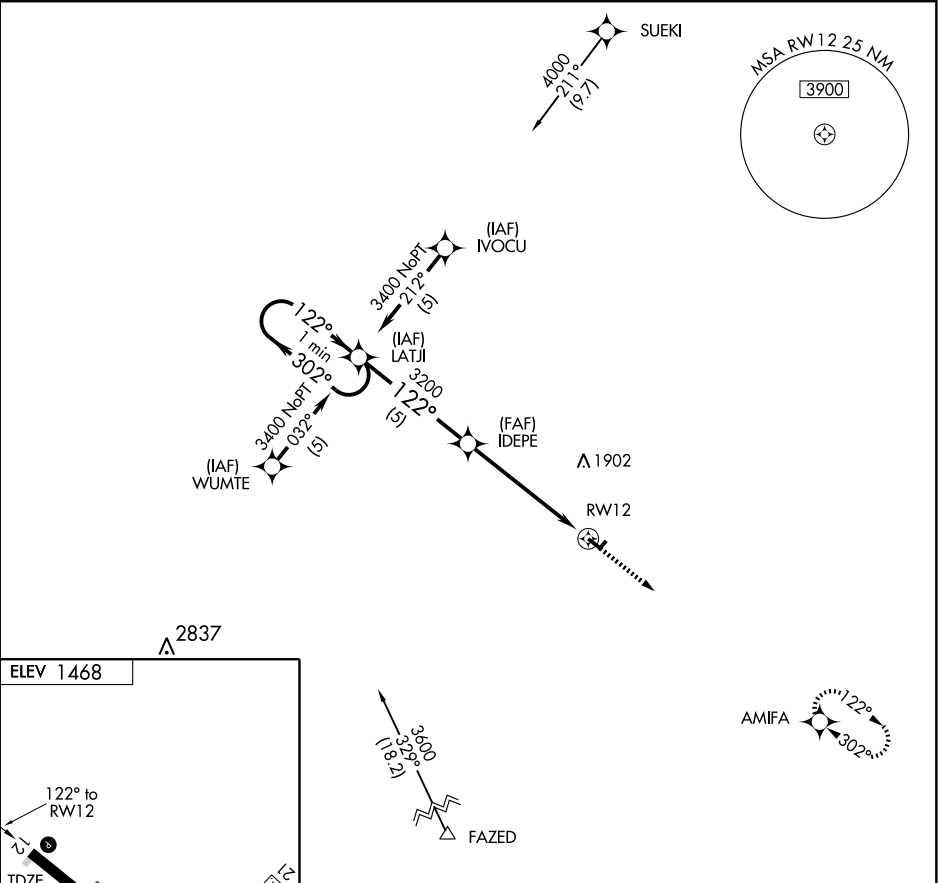 SUEKI
4000
211°
(9.7)
MSA RW12 25 NM
3900
(IAF)
IVOCU
3400 NoPT
212°
(5)
122°
1 min
302°
(IAF)
LATJI
3200
122°
(5)
3400 NoPT
032°
(5)
(IAF)
WUMTE
(FAF)
IDEPE
1902
RW12
2837
ELEV 1468
AMIFA
122°
302°
3600
329°
(18.2)
FAZED
122° to
RW12
12
P
TDZE
21